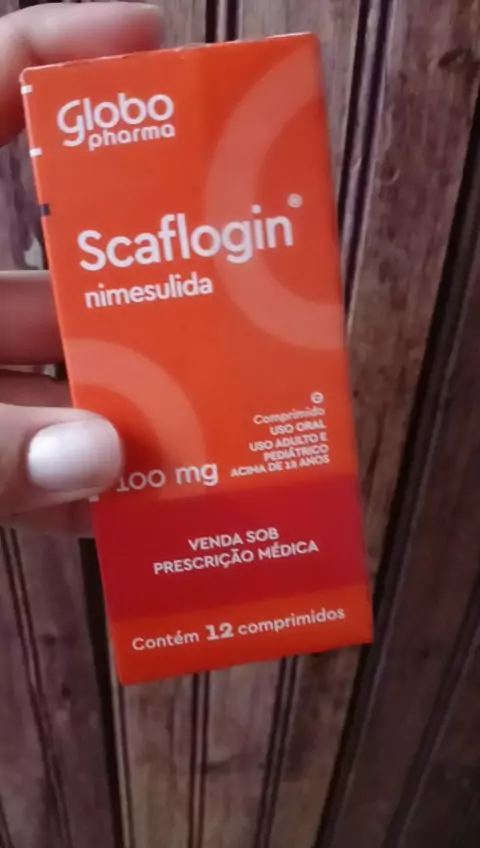 Globo
pharma
Scaflogin®
nimesulida
Comprimido
USO ORAL
USO ADULTO E
PEDIÁTRICO
ACIMA DE 12 ANOS
100 mg
VENDA SOB
PRESCRIÇÃO MÉDICA
Contém 12 comprimidos